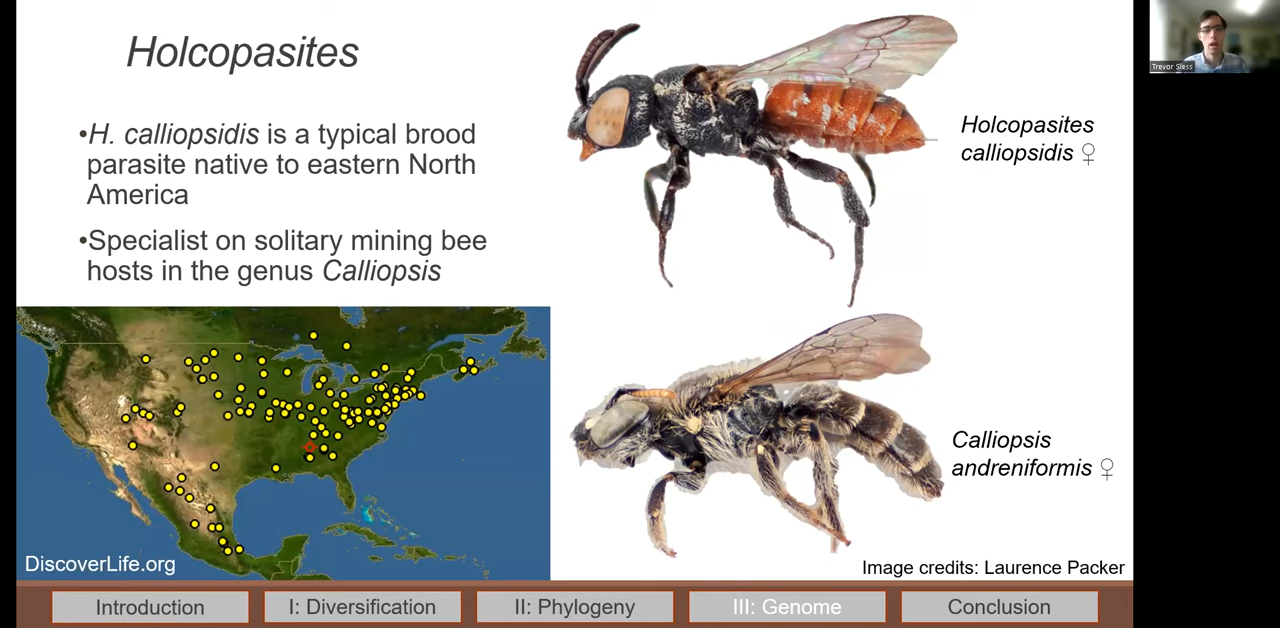 Holcopasites
•H. calliopsidis is a typical brood
parasite native to eastern North
America
•Specialist on solitary mining bee
hosts in the genus Calliopsis
DiscoverLife.org
Holcopasites
calliopsidis ♀
Calliopsis
andreniformis ♀
Image credits: Laurence Packer
Introduction
I: Diversification
II: Phylogeny
III: Genome
Conclusion
Trevor Sless